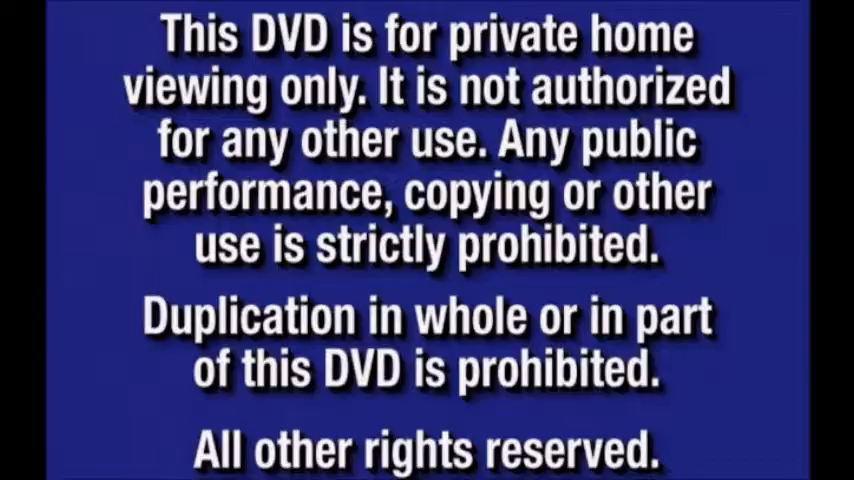 This DVD is for private home
viewing only. It is not authorized
for any other use. Any public
performance, copying or other
use is strictly prohibited.
Duplication in whole or in part
of this DVD is prohibited.
All other rights reserved.